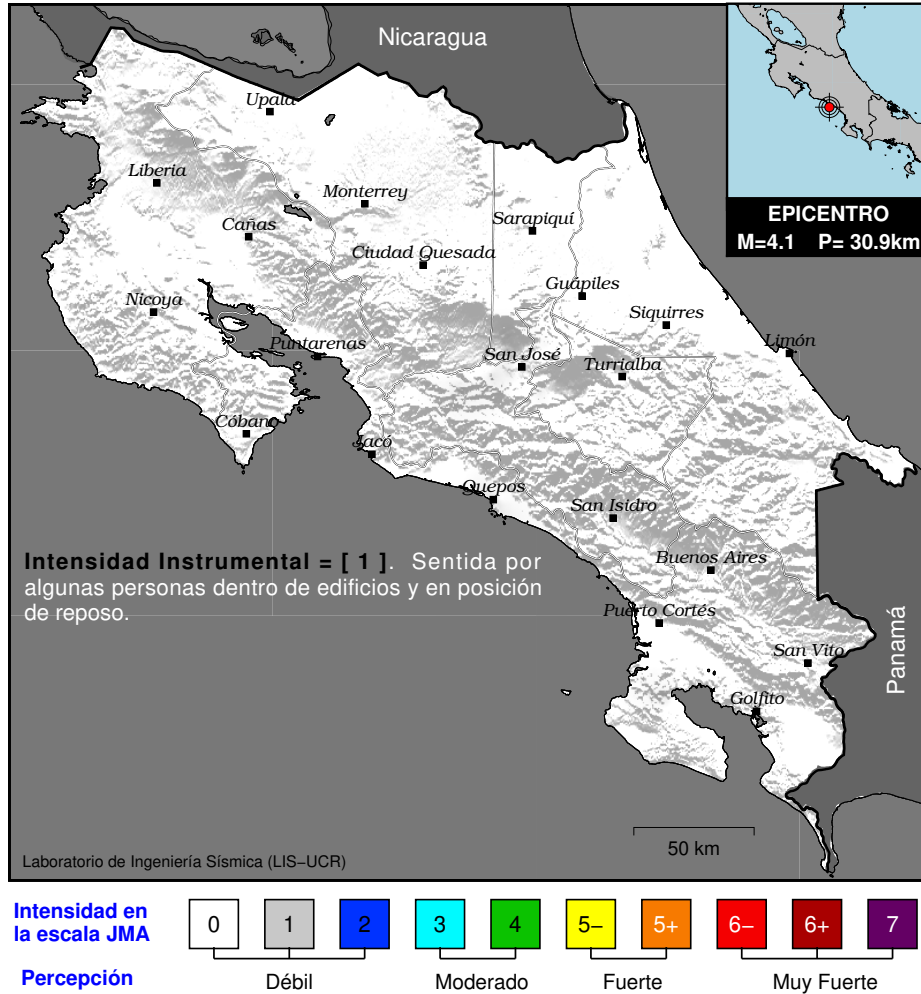 Nicaragua
Upala
Liberia
Monterrey
Cañas
Sarapiquí
Ciudad Quesada
Guápiles
Nicoya
Siquirres
Puntarenas
San José
Limón
Turrialba
Cóbano
Jacó
Quepos
San Isidro
Buenos Aires
Puerto Cortés
San Vito
Golfito
Panamá
EPICENTRO
M=4.1 P= 30.9km
Intensidad Instrumental = [ 1 ]. Sentida por
algunas personas dentro de edificios y en posición
de reposo.
50 km
Laboratorio de Ingeniería Sísmica (LIS−UCR)
Intensidad en
la escala JMA
0 1 2 3 4 5− 5+ 6− 6+ 7
Percepción
Débil Moderado Fuerte Muy Fuerte